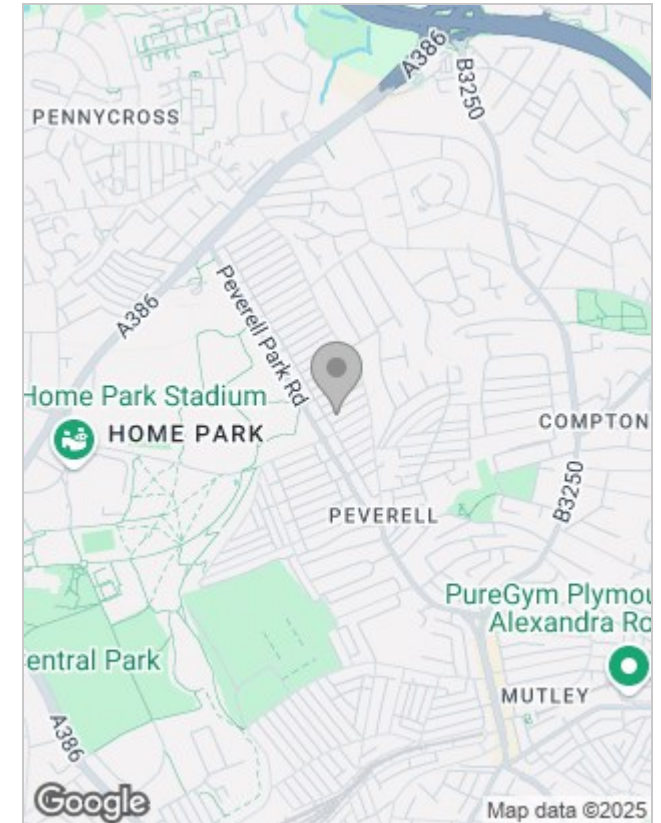 A386
B3250
PENNYCROSS
Peverell Park Rd
A386
Home Park Stadium
HOME PARK
COMPTON
B3250
PEVERELL
PureGym Plymou
Alexandra Ro
entral Park
MUTLEY
A386
Google
Map data ©2025